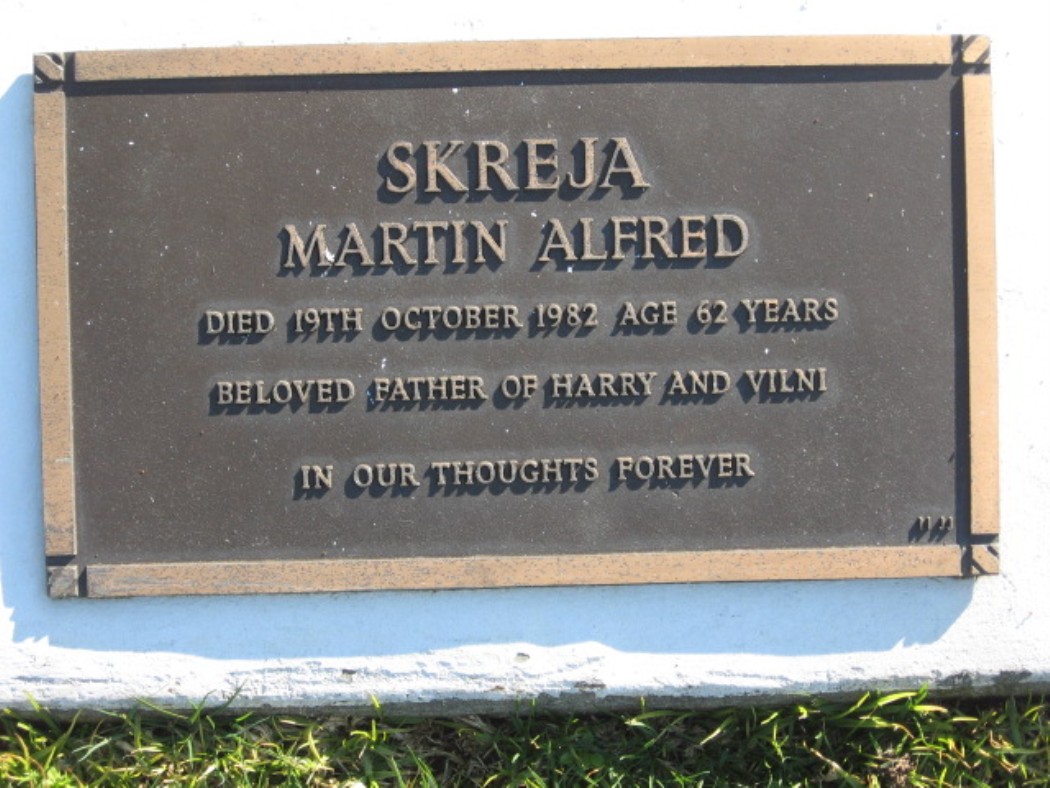 SKREJA
MARTIN ALFRED
DIED 19TH OCTOBER 1982 AGE 62 YEARS
BELOVED FATHER OF HARRY AND VILNI
IN OUR THOUGHTS FOREVER